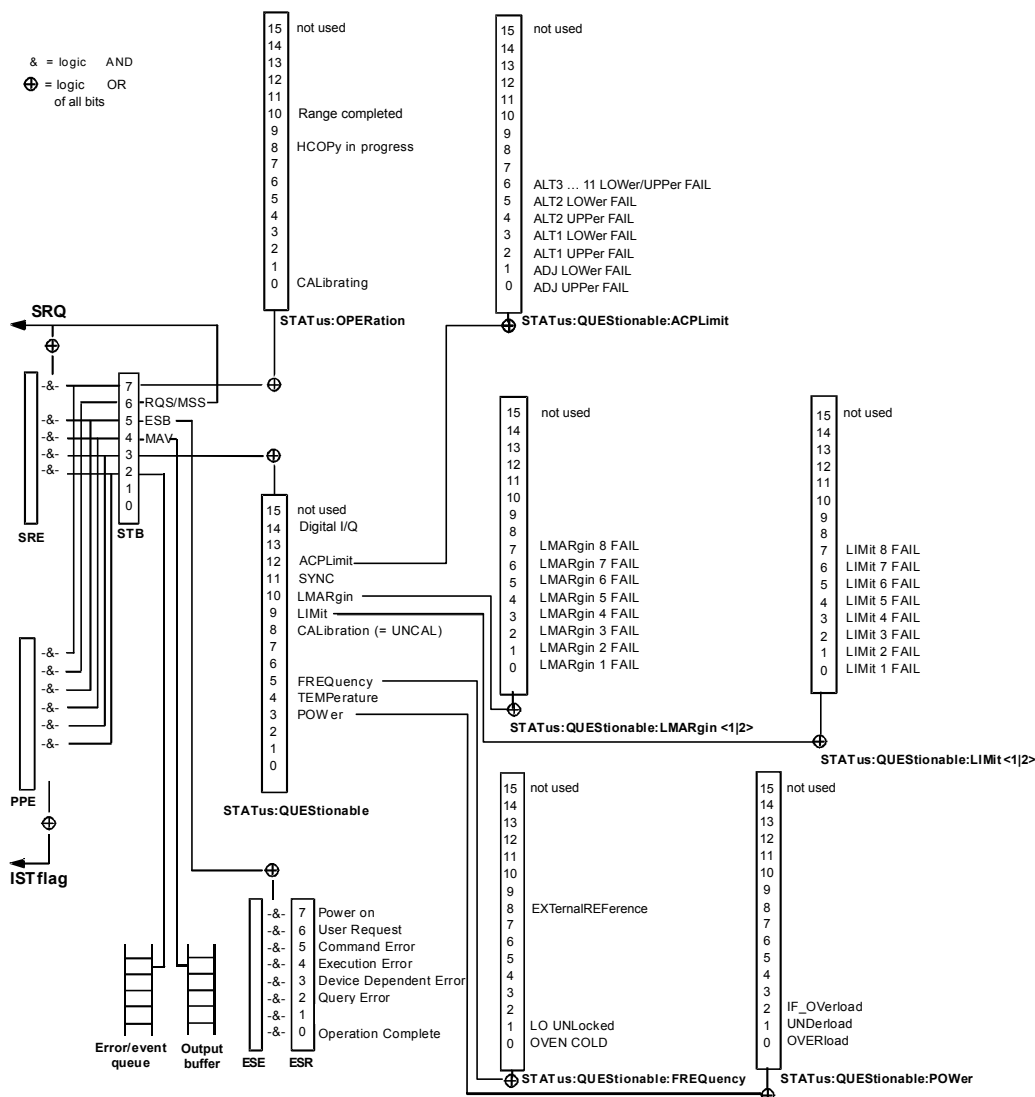 & = logic AND
⊕ = logic OR
of all bits
15 not used
14
13
12
11
10 Range completed
9
8 HCOPy in progress
7
6
5
4
3
2
1
0 CALibrating
STATus:OPERation
15 not used
14
13
12
11
10
9
8
7
6 ALT3 ... 11 LOWer/UPPer FAIL
5 ALT2 LOWer FAIL
4 ALT2 UPPer FAIL
3 ALT1 LOWer FAIL
2 ALT1 UPPer FAIL
1 ADJ LOWer FAIL
0 ADJ UPPer FAIL
STATus:QUEStionable:ACPLimit
SRQ
-&- 7
6 RQS/MSS
-&- 5 ESB
-&- 4 MAV
-&- 3
-&- 2
1
0
SRE
STB
15 not used
14 Digital I/Q
13
12 ACPLimit
11 SYNC
10 LMARgin
9 LIMit
8 CALibration (= UNCAL)
7
6
5 FREQuency
4 TEMPerature
3 POWer
2
1
0
STATus:QUEStionable
15 not used
14
13
12
11
10
9
8
7 LMARgin 8 FAIL
6 LMARgin 7 FAIL
5 LMARgin 6 FAIL
4 LMARgin 5 FAIL
3 LMARgin 4 FAIL
2 LMARgin 3 FAIL
1 LMARgin 2 FAIL
0 LMARgin 1 FAIL
STATus:QUEStionable:LMARgin <1|2>
15 not used
14
13
12
11
10
9
8
7 LIMit 8 FAIL
6 LIMit 7 FAIL
5 LIMit 6 FAIL
4 LIMit 5 FAIL
3 LIMit 4 FAIL
2 LIMit 3 FAIL
1 LIMit 2 FAIL
0 LIMit 1 FAIL
STATus:QUEStionable:LIMit <1|2>
-&-
-&-
-&-
-&-
-&-
-&-
PPE
IST flag
Error/event
queue
Output
buffer
-&- 7 Power on
-&- 6 User Request
-&- 5 Command Error
-&- 4 Execution Error
-&- 3 Device Dependent Error
-&- 2 Query Error
-&- 1
-&- 0 Operation Complete
ESE
ESR
15 not used
14
13
12
11
10
9
8 EXTernalREFerence
7
6
5
4
3
2
1 LO UNLocked
0 OVEN COLD
STATus:QUEStionable:FREQuency
15 not used
14
13
12
11
10
9
8
7
6
5
4
3
2 IF_OVerload
1 UNDerload
0 OVERload
STATus:QUEStionable:POWer